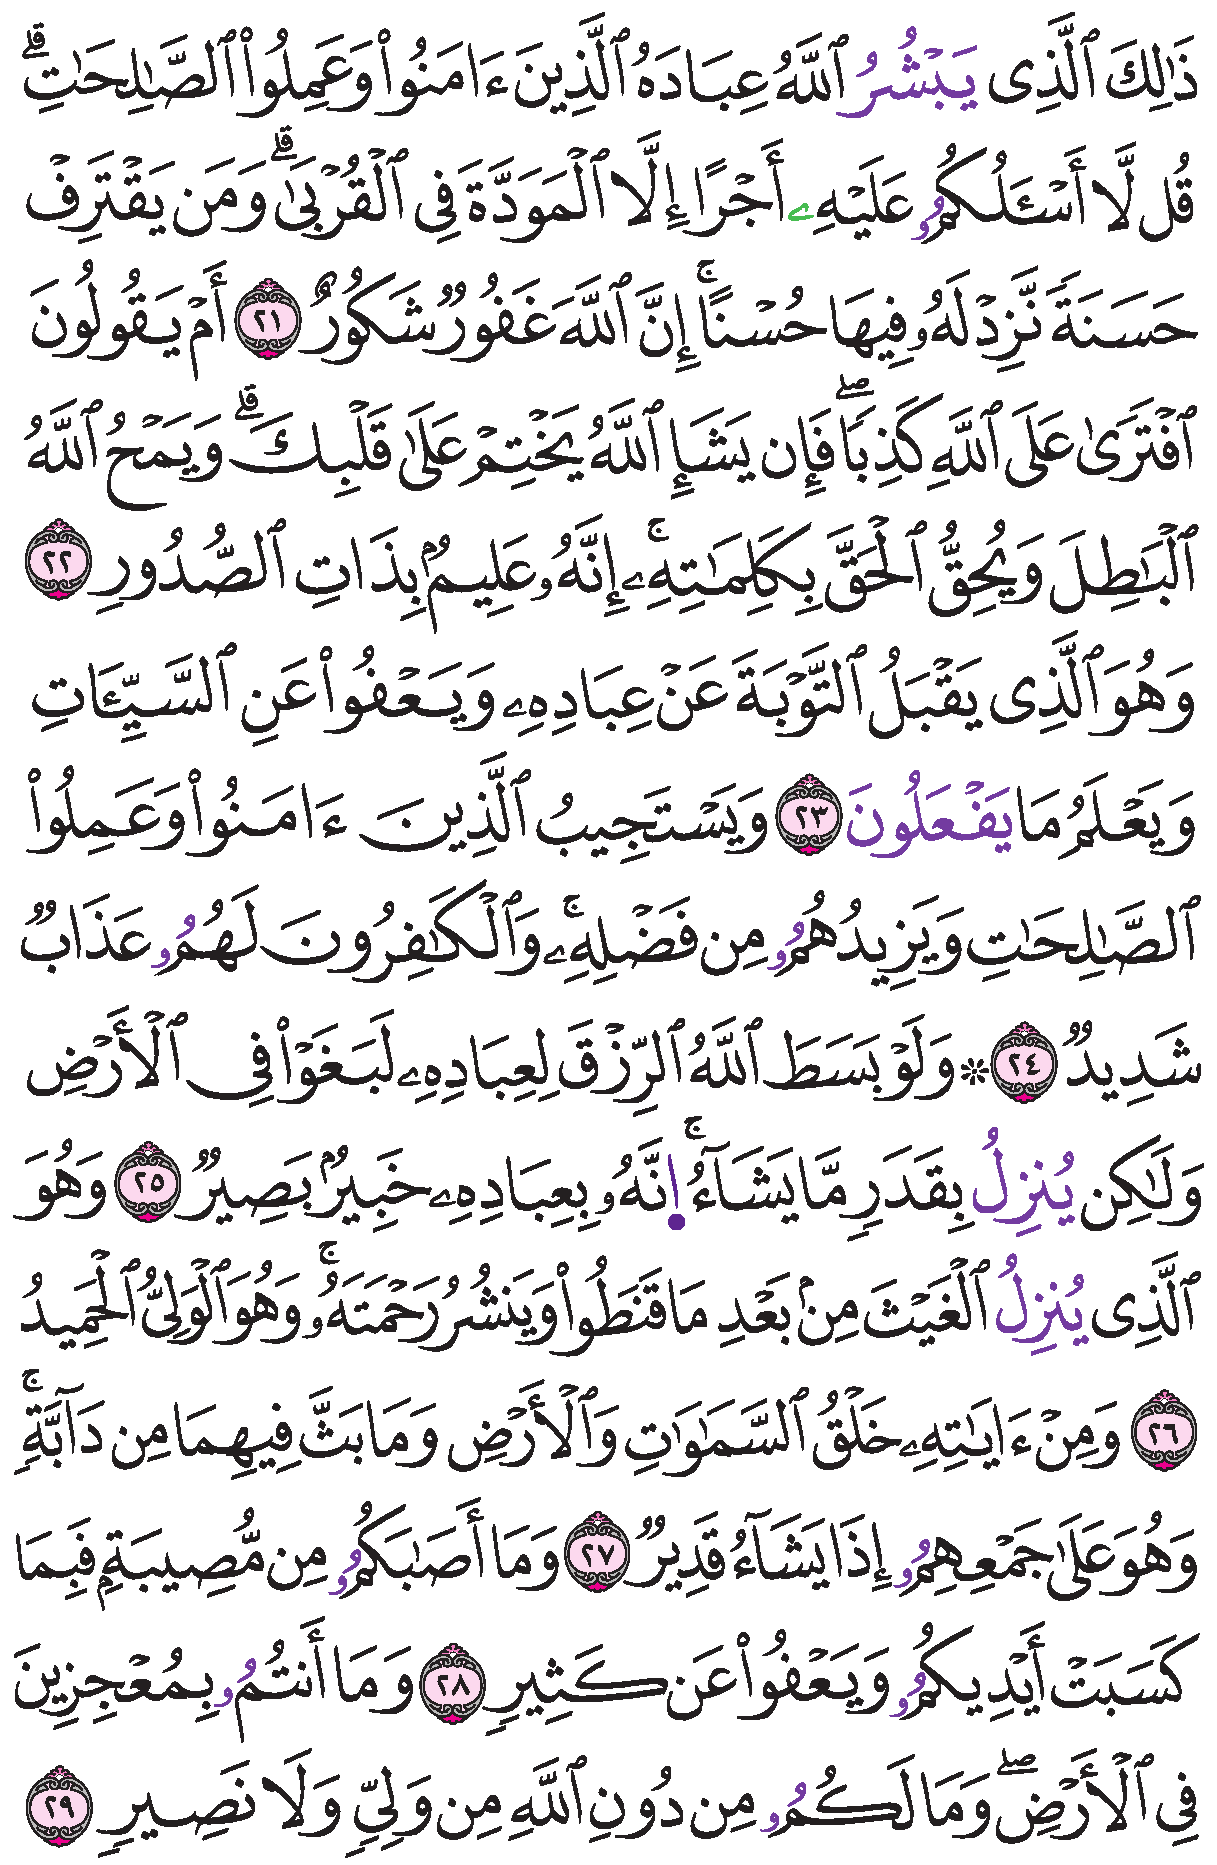 ذَٰلِكَ ٱلَّذِى يَبْشُرُ ٱللَّهُ عِبَادَهُ ٱلَّذِينَ ءَامَنُوا۟ وَعَمِلُوا۟ ٱلصَّـٰلِحَـٰتِ ۗ
قُل لَّا أَسْـَٔلُكُمُۥ عَلَيْهِۦ أَجْرًا إِلَّا ٱلْمَوَدَّةَ فِى ٱلْقُرْبَىٰ ۗ وَمَن يَقْتَرِفْ
حَسَنَةً نَّزِدْ لَهُۥ فِيهَا حُسْنًا ۚ إِنَّ ٱللَّهَ غَفُورٌ شَكُورٌ ٢١ أَمْ يَقُولُونَ
ٱفْتَرَىٰ عَلَى ٱللَّهِ كَذِبًا ۖ فَإِن يَشَإِ ٱللَّهُ يَخْتِمْ عَلَىٰ قَلْبِكَ ۗ وَيَمْحُ ٱللَّهُ
ٱلْبَـٰطِلَ وَيُحِقُّ ٱلْحَقَّ بِكَلِمَـٰتِهِۦ ۚ إِنَّهُۥ عَلِيمٌۢ بِذَاتِ ٱلصُّدُورِ ٢٢
وَهُوَ ٱلَّذِى يَقْبَلُ ٱلتَّوْبَةَ عَنْ عِبَادِهِۦ وَيَعْفُوا۟ عَنِ ٱلسَّيِّـَٔاتِ
وَيَعْلَمُ مَا يَفْعَلُونَ ٢٣ وَيَسْتَجِيبُ ٱلَّذِينَ ءَامَنُوا۟ وَعَمِلُوا۟
ٱلصَّـٰلِحَـٰتِ وَيَزِيدُهُمُۥ مِن فَضْلِهِۦ ۚ وَٱلْكَـٰفِرُونَ لَهُمُۥ عَذَابٌ
شَدِيدٌ ٢٤ ۞ وَلَوْ بَسَطَ ٱللَّهُ ٱلرِّزْقَ لِعِبَادِهِۦ لَبَغَوْا۟ فِى ٱلْأَرْضِ
وَلَـٰكِن يُنزِلُ بِقَدَرٍ مَّا يَشَآءُ ۚ ٱنَّهُۥ بِعِبَادِهِۦ خَبِيرٌۢ بَصِيرٌ ٢٥ وَهُوَ
ٱلَّذِى يُنزِلُ ٱلْغَيْثَ مِنۢ بَعْدِ مَا قَنَطُوا۟ وَيَنشُرُ رَحْمَتَهُۥ ۚ وَهُوَ ٱلْوَلِىُّ ٱلْحَمِيدُ
٢٦ وَمِنْ ءَايَـٰتِهِۦ خَلْقُ ٱلسَّمَـٰوَٰتِ وَٱلْأَرْضِ وَمَا بَثَّ فِيهِمَا مِن دَآبَّةٍ ۚ
وَهُوَ عَلَىٰ جَمْعِهِمُۥ إِذَا يَشَآءُ قَدِيرٌ ٢٧ وَمَا أَصَـٰبَكُمُۥ مِن مُّصِيبَةٍۭ فَبِمَا
كَسَبَتْ أَيْدِيكُمُۥ وَيَعْفُوا۟ عَن كَثِيرٍ ٢٨ وَمَا أَنتُمُۥ بِمُعْجِزِينَ
فِى ٱلْأَرْضِ ۖ وَمَا لَكُمُۥ مِن دُونِ ٱللَّهِ مِن وَلِىٍّ وَلَا نَصِيرٍ ٢٩